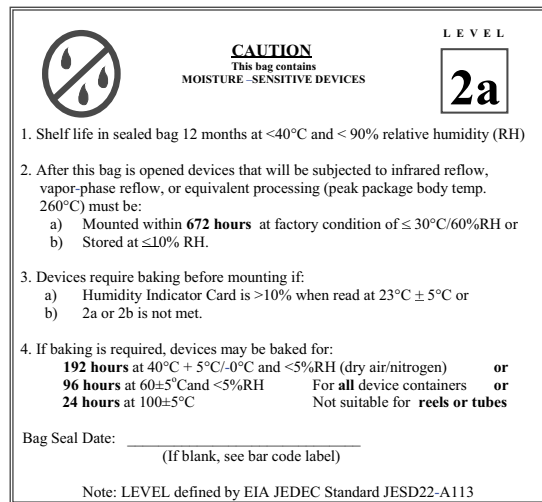 LEVEL
CAUTION
This bag contains
MOISTURE –SENSITIVE DEVICES
2a
1. Shelf life in sealed bag 12 months at <40°C and < 90% relative humidity (RH)
2. After this bag is opened devices that will be subjected to infrared reflow,
vapor-phase reflow, or equivalent processing (peak package body temp.
260°C) must be:
a) Mounted within 672 hours at factory condition of ≤ 30°C/60%RH or
b) Stored at ≤10% RH.
3. Devices require baking before mounting if:
a) Humidity Indicator Card is >10% when read at 23°C ± 5°C or
b) 2a or 2b is not met.
4. If baking is required, devices may be baked for:
192 hours at 40°C + 5°C/-0°C and <5%RH (dry air/nitrogen) or
96 hours at 60±5°Cand <5%RH For all device containers or
24 hours at 100±5°C Not suitable for reels or tubes
Bag Seal Date: ______________________________
(If blank, see bar code label)
Note: LEVEL defined by EIA JEDEC Standard JESD22-A113